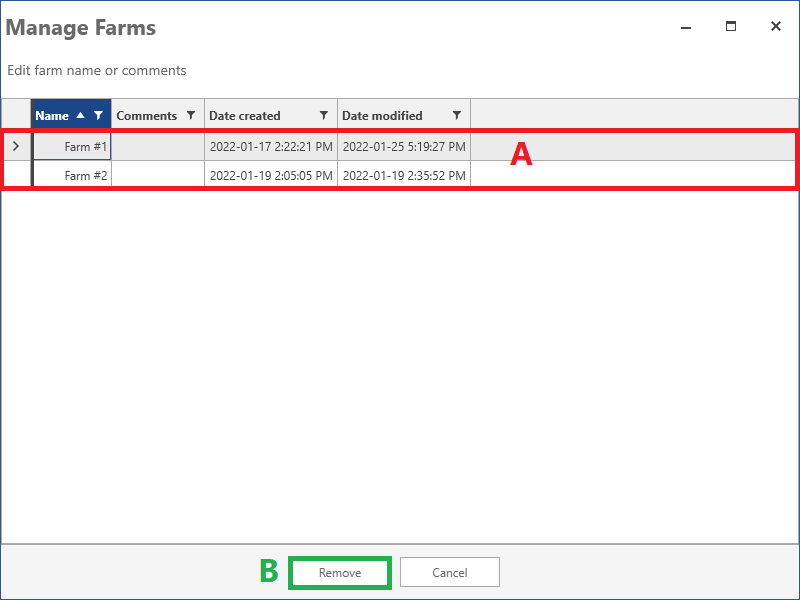 Manage Farms
Edit farm name or comments
Name Comments Date created Date modified
Farm #1 2022-01-17 2:22:21 PM 2022-01-25 5:19:27 PM A
Farm #2 2022-01-19 2:05:05 PM 2022-01-19 2:35:52 PM
B Remove Cancel